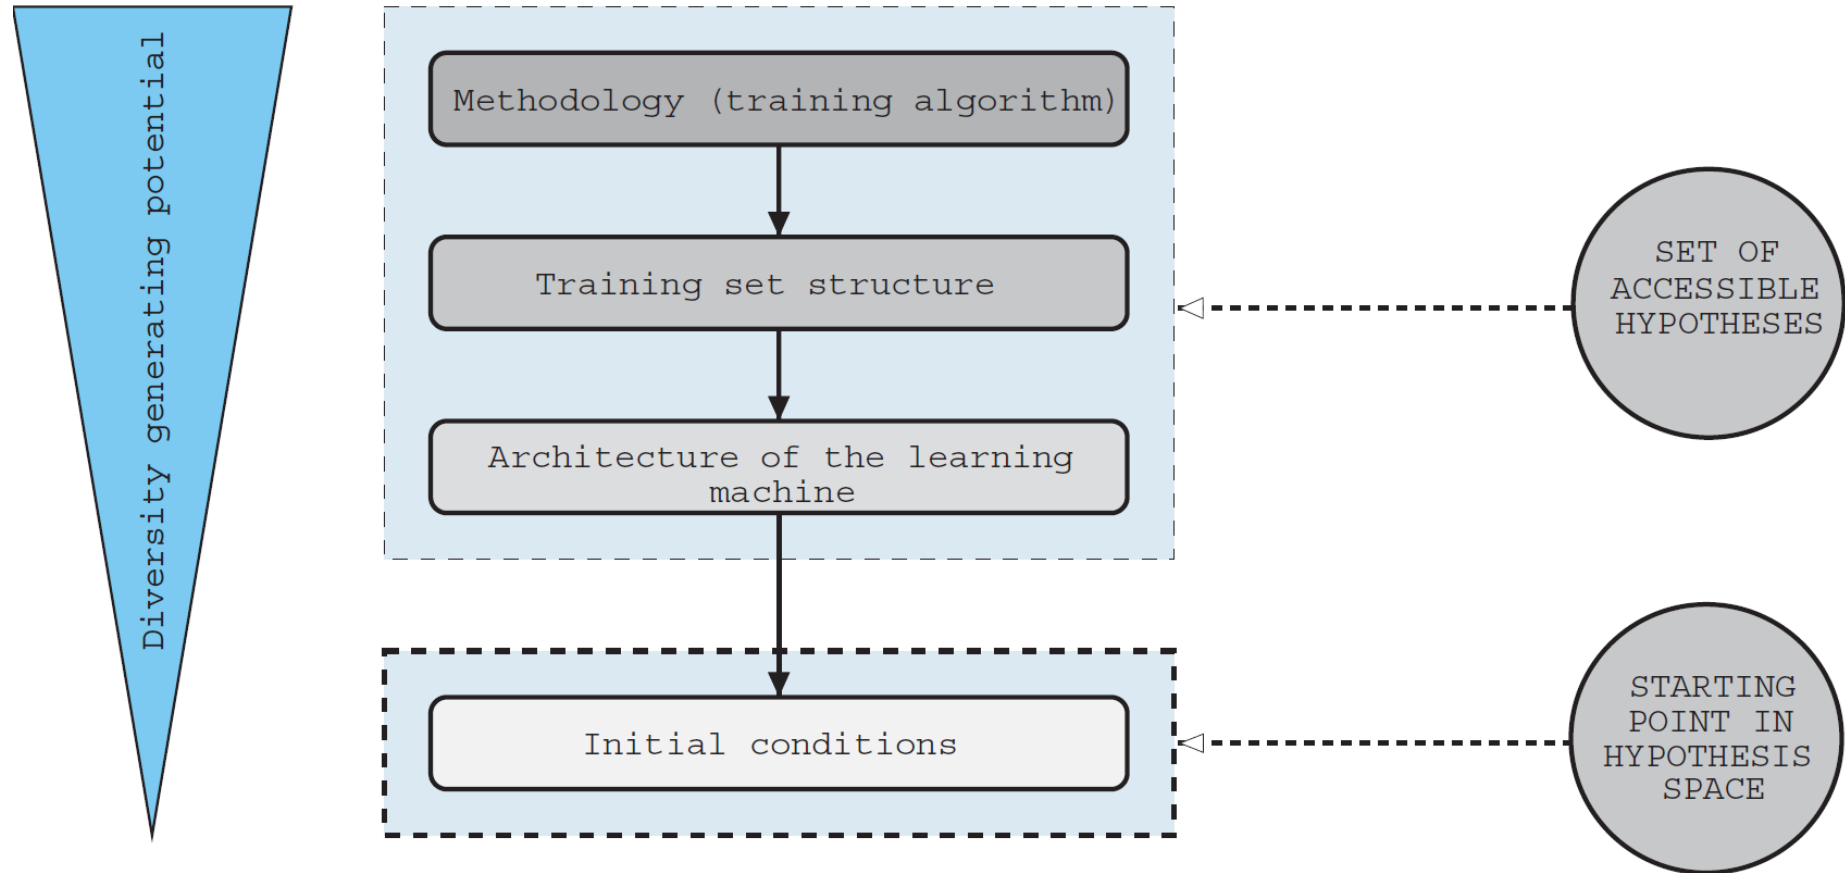 Diversity generating potential
Methodology (training algorithm)
Training set structure
Architecture of the learning
machine
Initial conditions
SET OF
ACCESSIBLE
HYPOTHESES
STARTING
POINT IN
HYPOTHESIS
SPACE